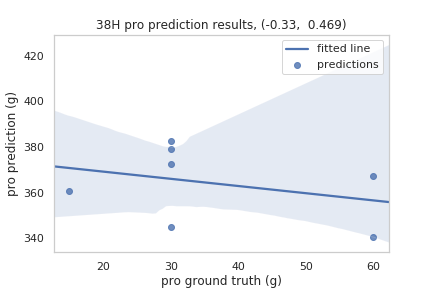 38H pro prediction results, (-0.33,  0.469)
fitted line
predictions
pro prediction (g)
420
400
380
360
340
20 30 40 50 60
pro ground truth (g)